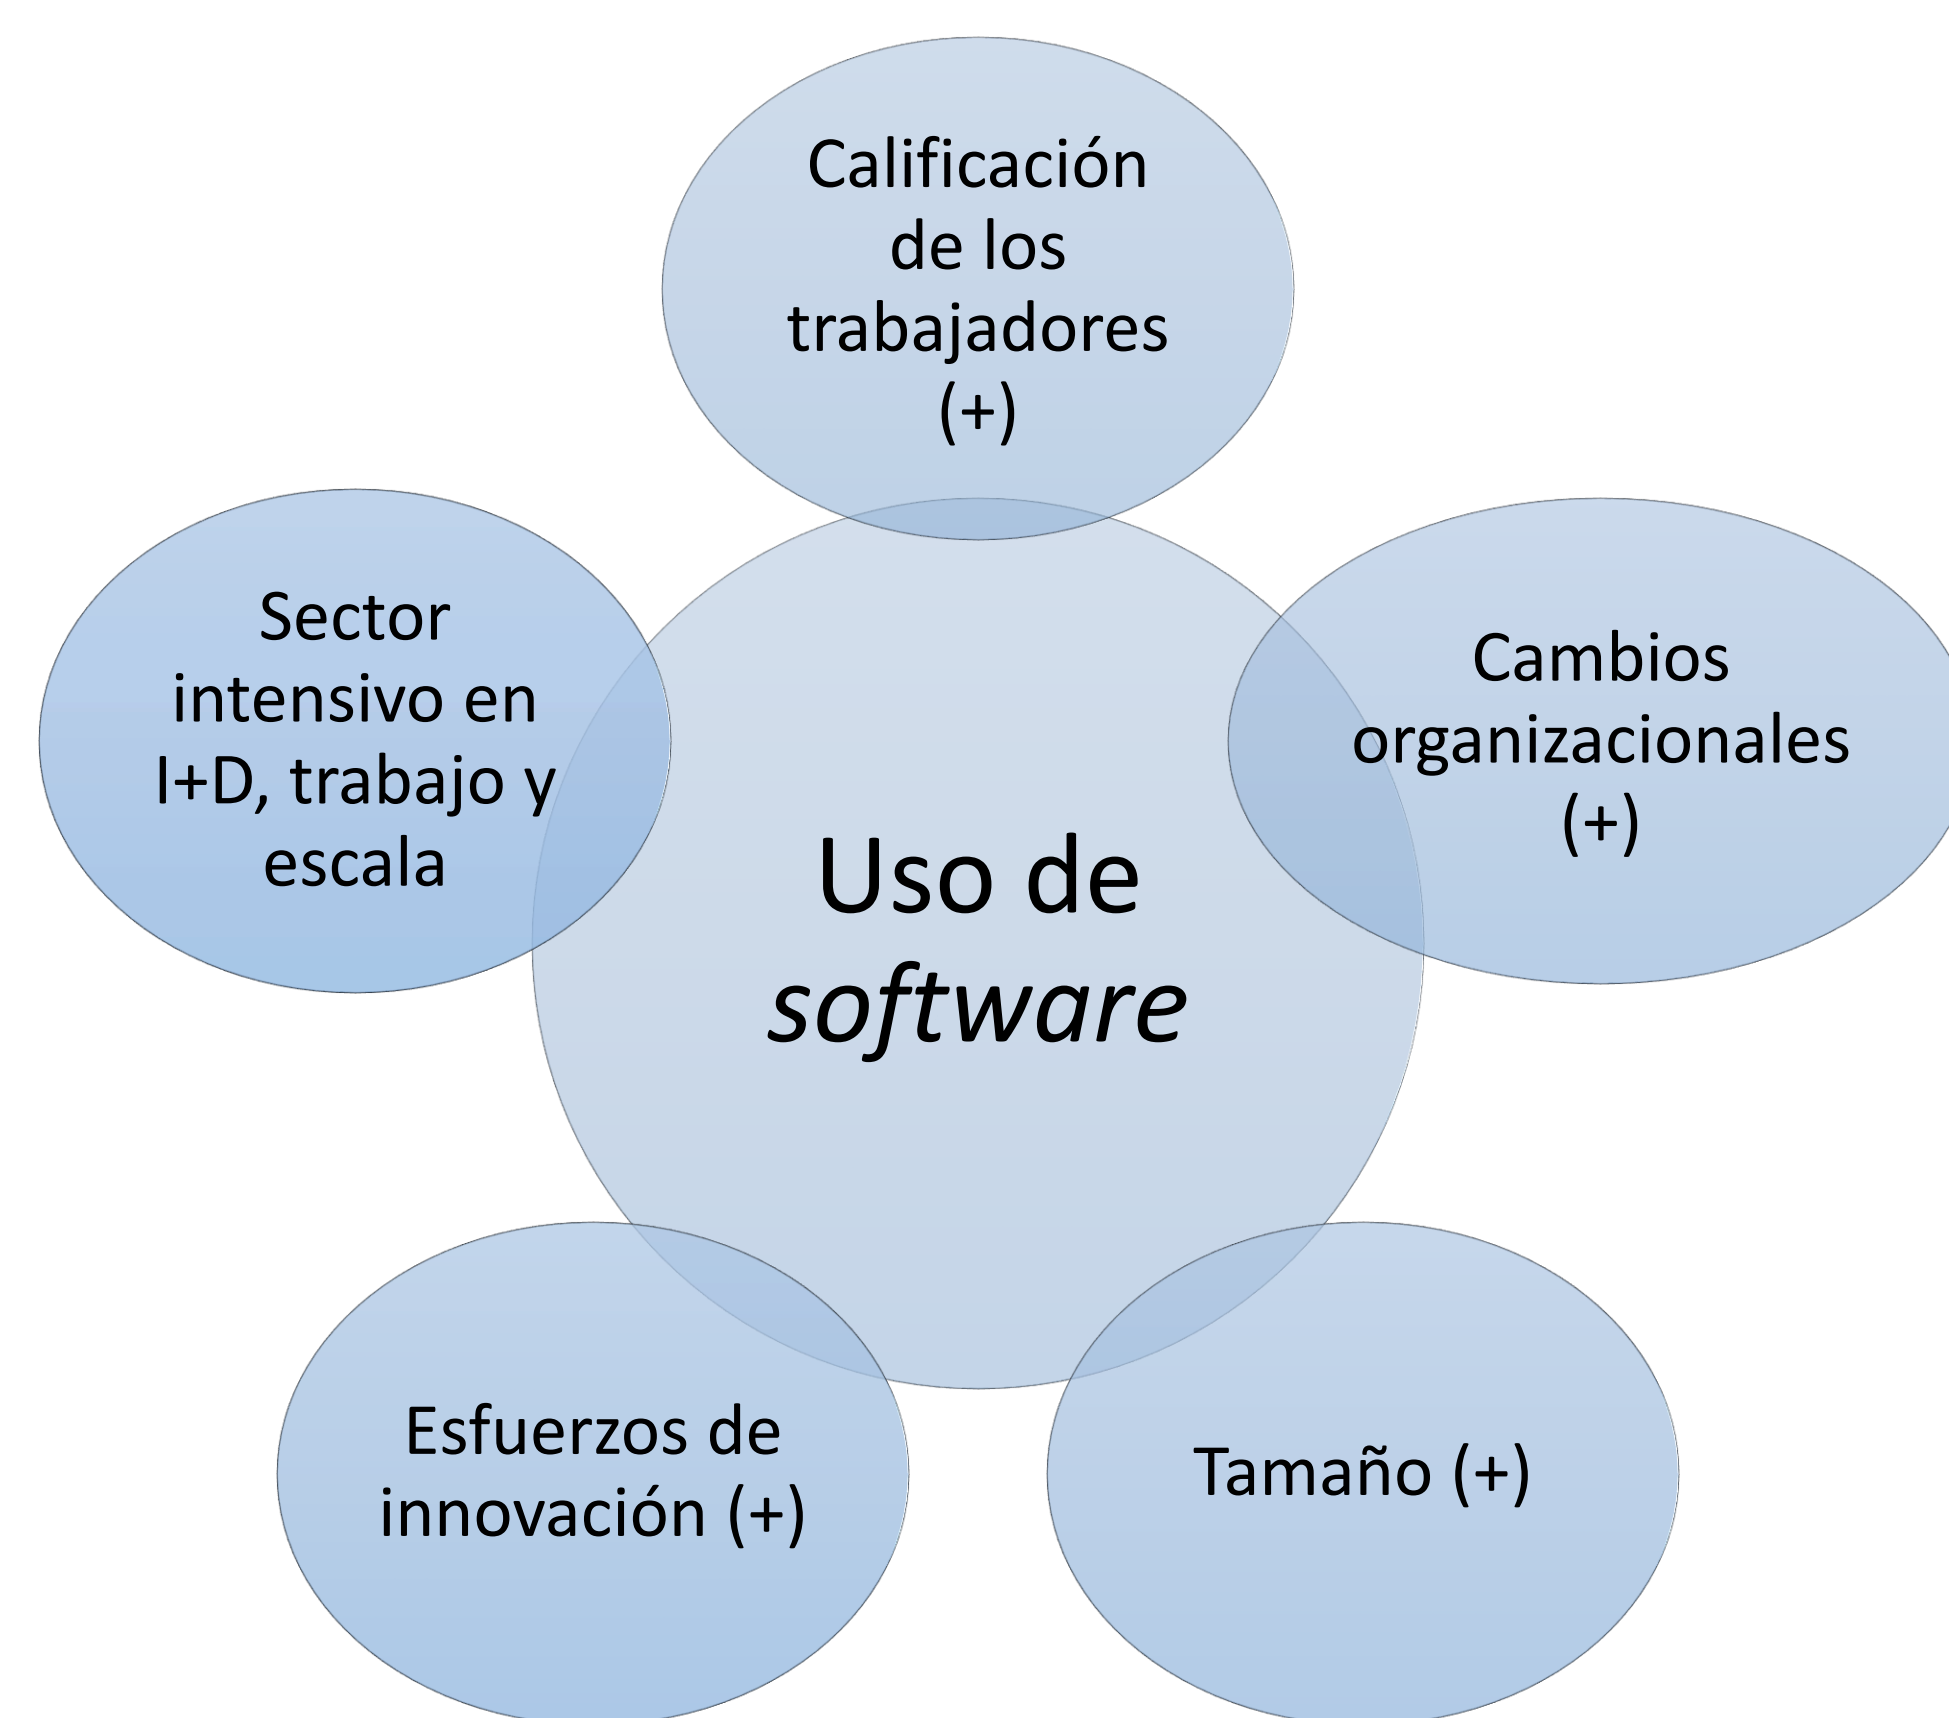 Calificación
de los
trabajadores
(+)
Sector
intensivo en
I+D, trabajo y
escala
Cambios
organizacionales
(+)
Uso de
software
Esfuerzos de
innovación (+)
Tamaño (+)